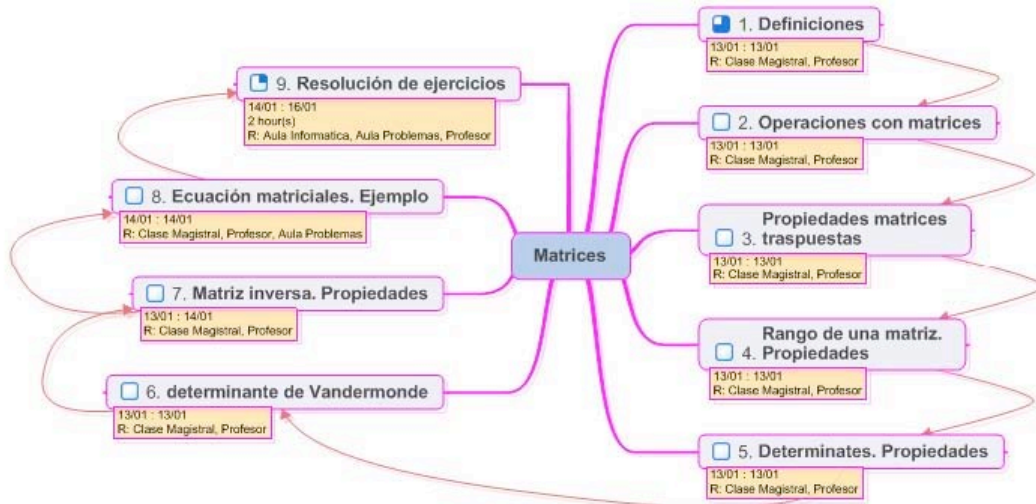 Matrices
1. Definiciones
13/01 : 13/01
R: Clase Magistral, Profesor
2. Operaciones con matrices
13/01 : 13/01
R: Clase Magistral, Profesor
Propiedades matrices
3. traspuestas
13/01 : 13/01
R: Clase Magistral, Profesor
Rango de una matriz.
4. Propiedades
13/01 : 13/01
R: Clase Magistral, Profesor
5. Determinates. Propiedades
13/01 : 13/01
R: Clase Magistral, Profesor
6. determinante de Vandermonde
13/01 : 13/01
R: Clase Magistral, Profesor
7. Matriz inversa. Propiedades
13/01 : 14/01
R: Clase Magistral, Profesor
8. Ecuación matriciales. Ejemplo
14/01 : 14/01
R: Clase Magistral, Profesor, Aula Problemas
9. Resolución de ejercicios
14/01 : 16/01
2 hour(s)
R: Aula Informatica, Aula Problemas, Profesor